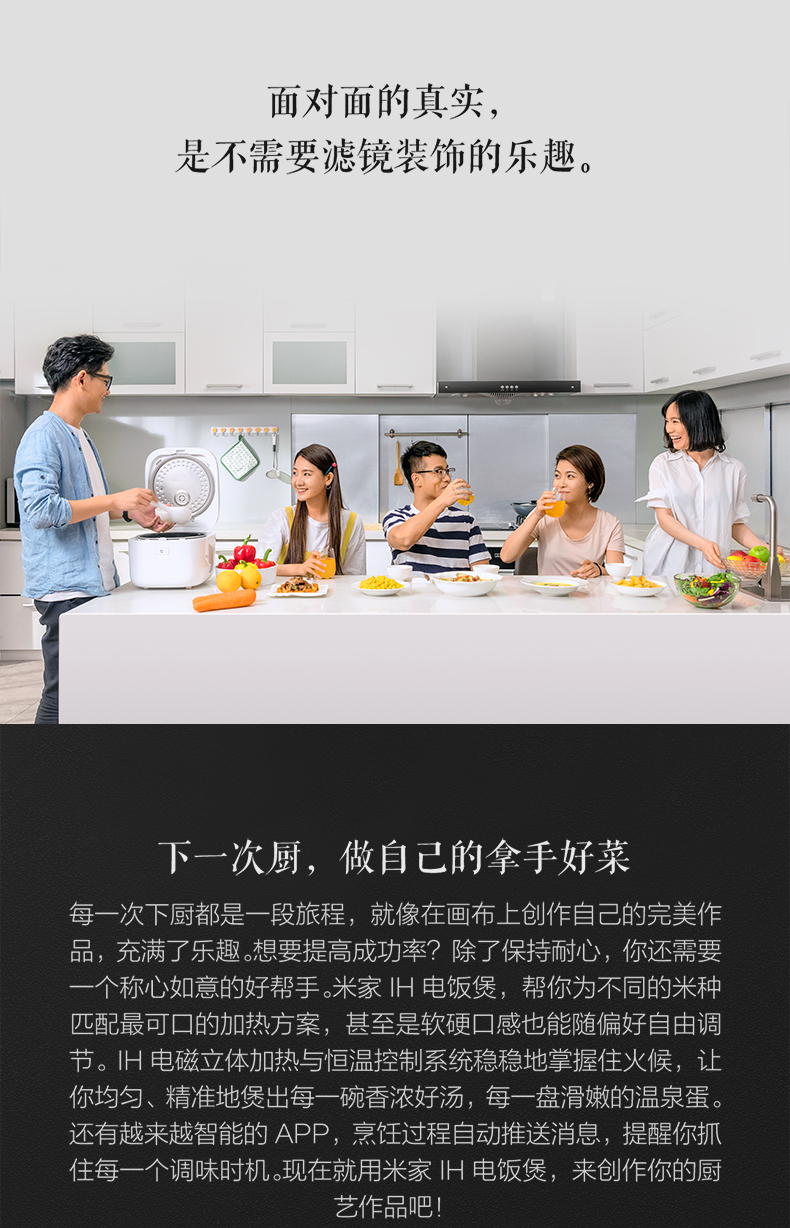 面对面的真实，
是不需要滤镜装饰的乐趣。
下一次厨，做自己的拿手好菜
每一次下厨都是一段旅程，就像在画布上创作自己的完美作
品，充满了乐趣。想要提高成功率？除了保持耐心，你还需要
一个称心如意的好帮手。米家 IH 电饭煲，帮你为不同的米种
匹配最可口的加热方案，甚至是软硬口感也能随偏好自由调
节。IH 电磁立体加热与恒温控制系统稳稳地掌握住火候，让
你均匀、精准地煲出每一碗香浓好汤，每一盘滑嫩的温泉蛋。
还有越来越智能的 APP，烹饪过程自动推送消息，提醒你抓
住每一个调味时机。现在就用米家 IH 电饭煲，来创作你的厨
艺作品吧！